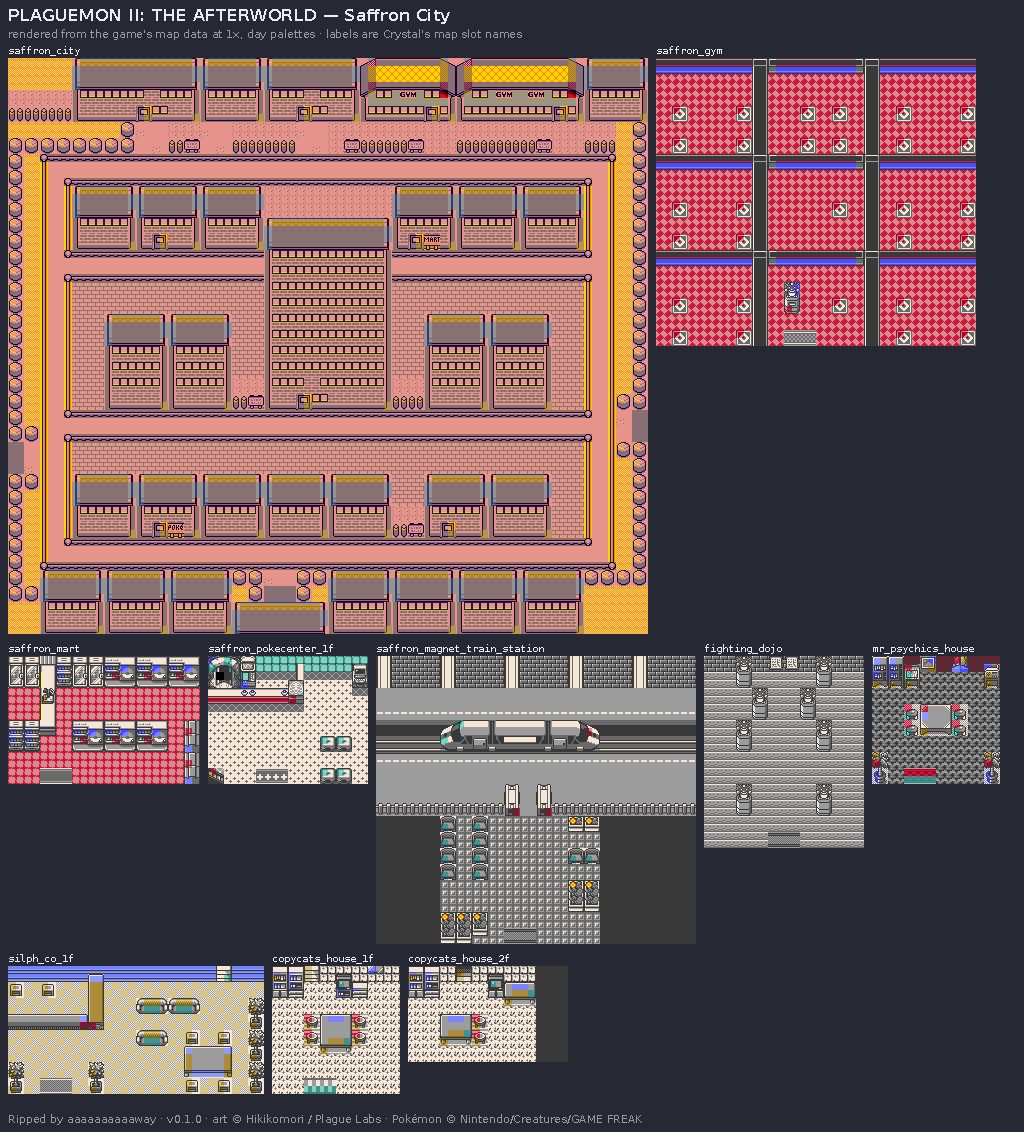 PLAGUEMON II: THE AFTERWORLD — Saffron City
rendered from the game's map data at 1x, day palettes · labels are Crystal's map slot names
saffron_city
saffron_gym
GYM
GYM GYM
MART
POKé
saffron_mart
saffron_pokecenter_1f
saffron_magnet_train_station
fighting_dojo
mr_psychics_house
silph_co_1f
copycats_house_1f
copycats_house_2f
Ripped by aaaaaaaaaaway · v0.1.0 · art © Hikikomori / Plague Labs · Pokémon © Nintendo/Creatures/GAME FREAK